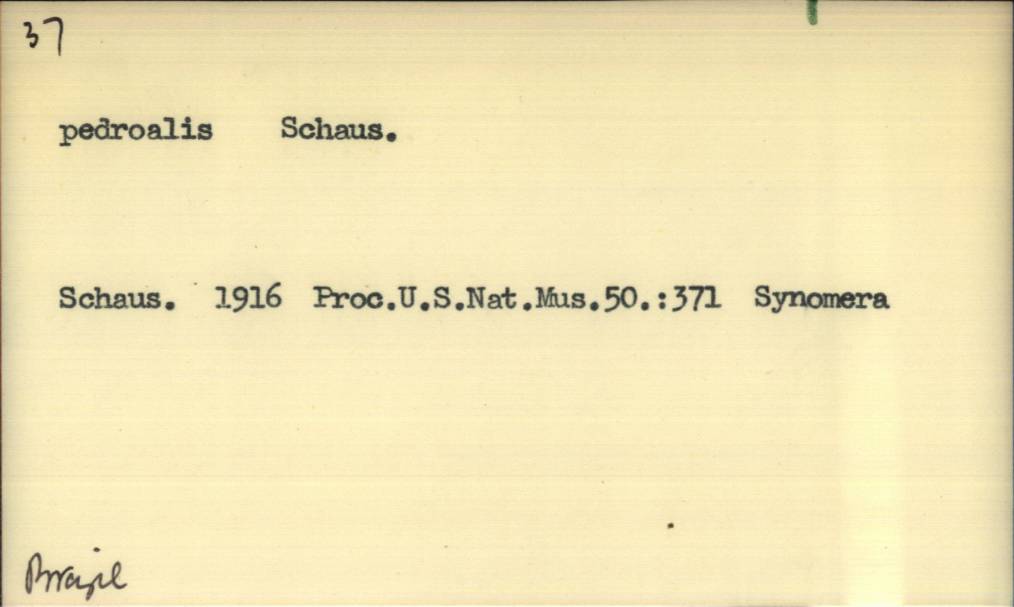 37
pedroalis Schaus.
Schaus. 1916 Proc.U.S.Nat.Mus.50.:371 Synomera
Brazil